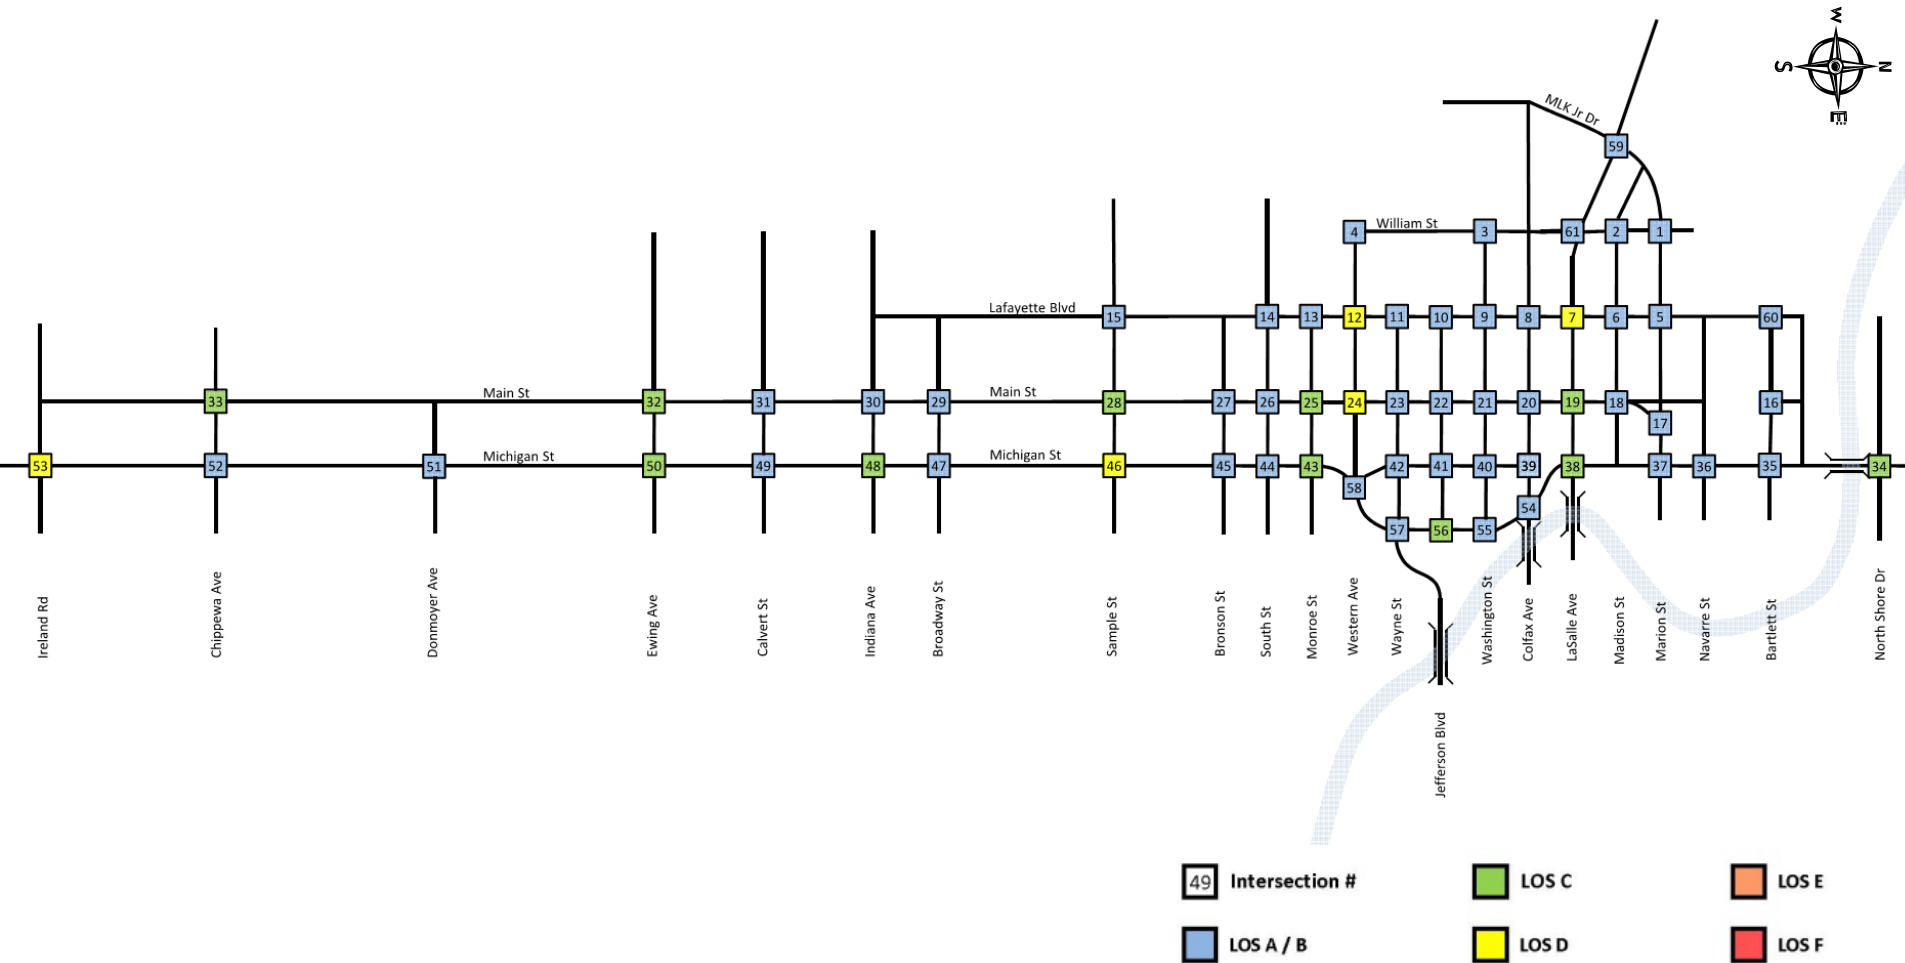 W
S N
E
MLK Jr Dr
59
4 William St 3 61 2 1
Lafayette Blvd 15 14 13 12 11 10 9 8 7 6 5 60
33 Main St 32 31 30 29 Main St 28 27 26 25 24 23 22 21 20 19 18 16
17
53 52 51 Michigan St 50 49 48 47 Michigan St 46 45 44 43 42 41 40 39 38 37 36 35 34
58
54
57 56 55
Ireland Rd
Chippewa Ave
Donmoyer Ave
Ewing Ave
Calvert St
Indiana Ave
Broadway St
Sample St
Bronson St
South St
Monroe St
Western Ave
Wayne St
Jefferson Blvd
Washington St
Colfax Ave
LaSalle Ave
Madison St
Marion St
Navarre St
Bartlett St
North Shore Dr
49 Intersection #
LOS C
LOS E
LOS A / B
LOS D
LOS F